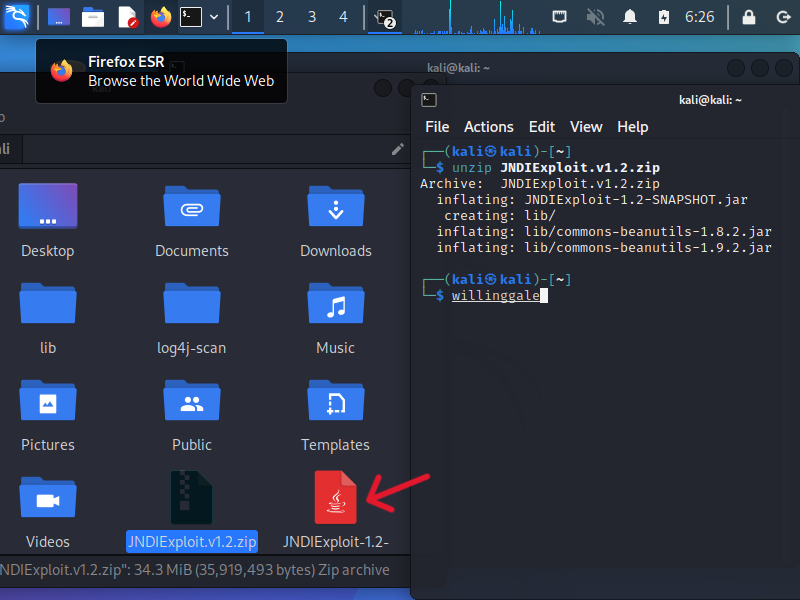 1 2 3 4 2 6:26
Firefox ESR
Browse the World Wide Web
kali@kali: ~
kali@kali: ~
File Actions Edit View Help
┌──(kali㉿kali)-[~]
└─$ unzip JNDIExploit.v1.2.zip
Archive:  JNDIExploit.v1.2.zip
  inflating: JNDIExploit-1.2-SNAPSHOT.jar
   creating: lib/
  inflating: lib/commons-beanutils-1.8.2.jar
  inflating: lib/commons-beanutils-1.9.2.jar
┌──(kali㉿kali)-[~]
└─$ willinggale
Desktop Documents Downloads
lib log4j-scan Music
Pictures Public Templates
Videos JNDIExploit.v1.2.zip JNDIExploit-1.2-
NDIExploit.v1.2.zip": 34.3 MiB (35,919,493 bytes) Zip archive